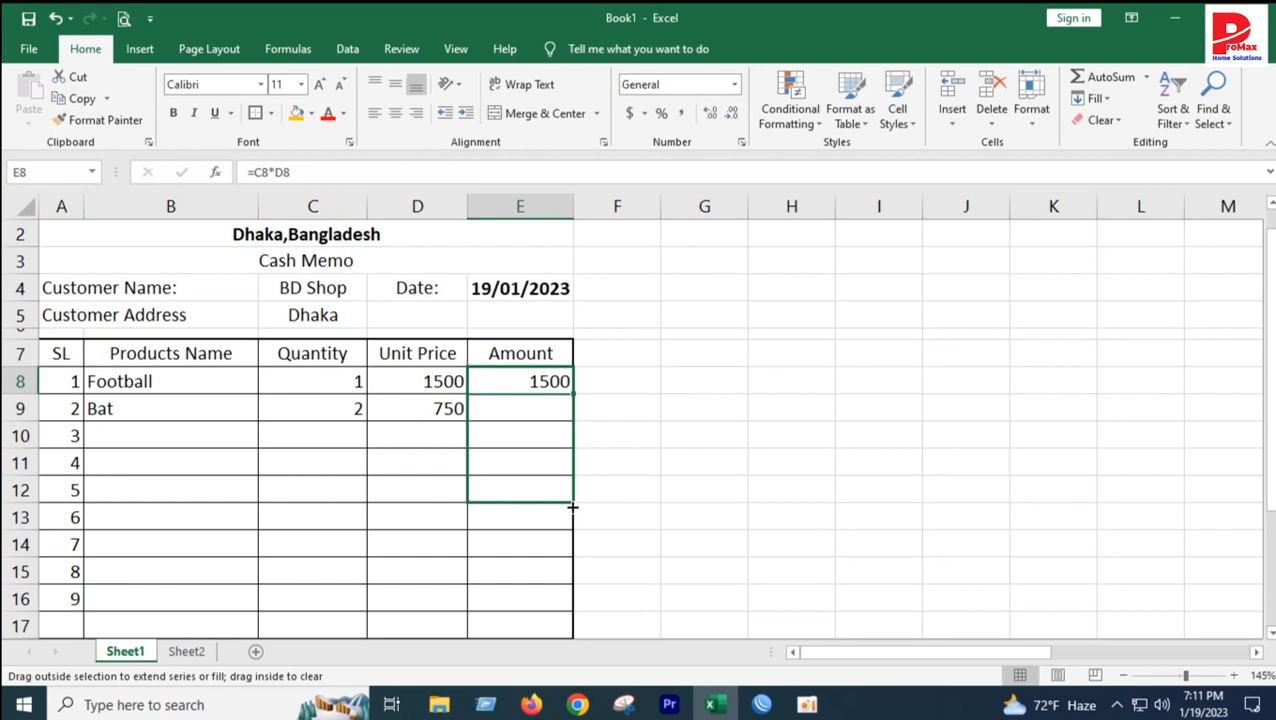 Book1 - Excel
Sign in
ProMax
Home Solutions
File Home Insert Page Layout Formulas Data Review View Help Tell me what you want to do
Paste
Cut
Copy
Format Painter
Clipboard
Calibri 11
B I U
Font
Wrap Text
Merge & Center
Alignment
General
$ % ,
Number
Conditional Formatting
Format as Table
Cell Styles
Styles
Insert Delete Format
Cells
AutoSum
Fill
Clear
Sort & Filter
Find & Select
Editing
E8 fx =C8*D8
A B C D E F G H I J K L M
2 Dhaka,Bangladesh
3 Cash Memo
4 Customer Name: BD Shop Date: 19/01/2023
5 Customer Address Dhaka
7 SL Products Name Quantity Unit Price Amount
8 1 Football 1 1500 1500
9 2 Bat 2 750
10 3
11 4
12 5
13 6
14 7
15 8
16 9
17
Sheet1 Sheet2
Drag outside selection to extend series or fill; drag inside to clear
145%
Type here to search
Pr
72°F Haze
7:11 PM
1/19/2023